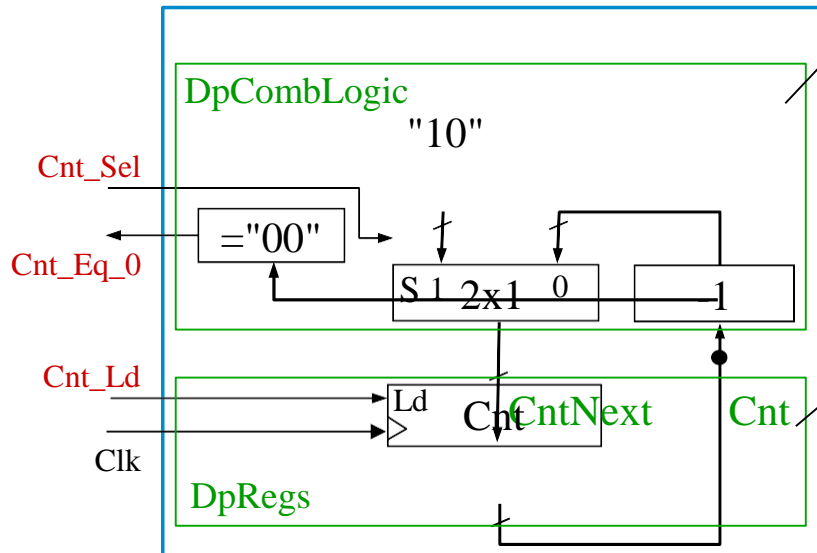 DpCombLogic
"10"
Cnt_Sel
="00"
Cnt_Eq_0
S 1 2x1 0
-1
Cnt_Ld
Ld
Cnt
CntNext
Cnt
Clk
DpRegs